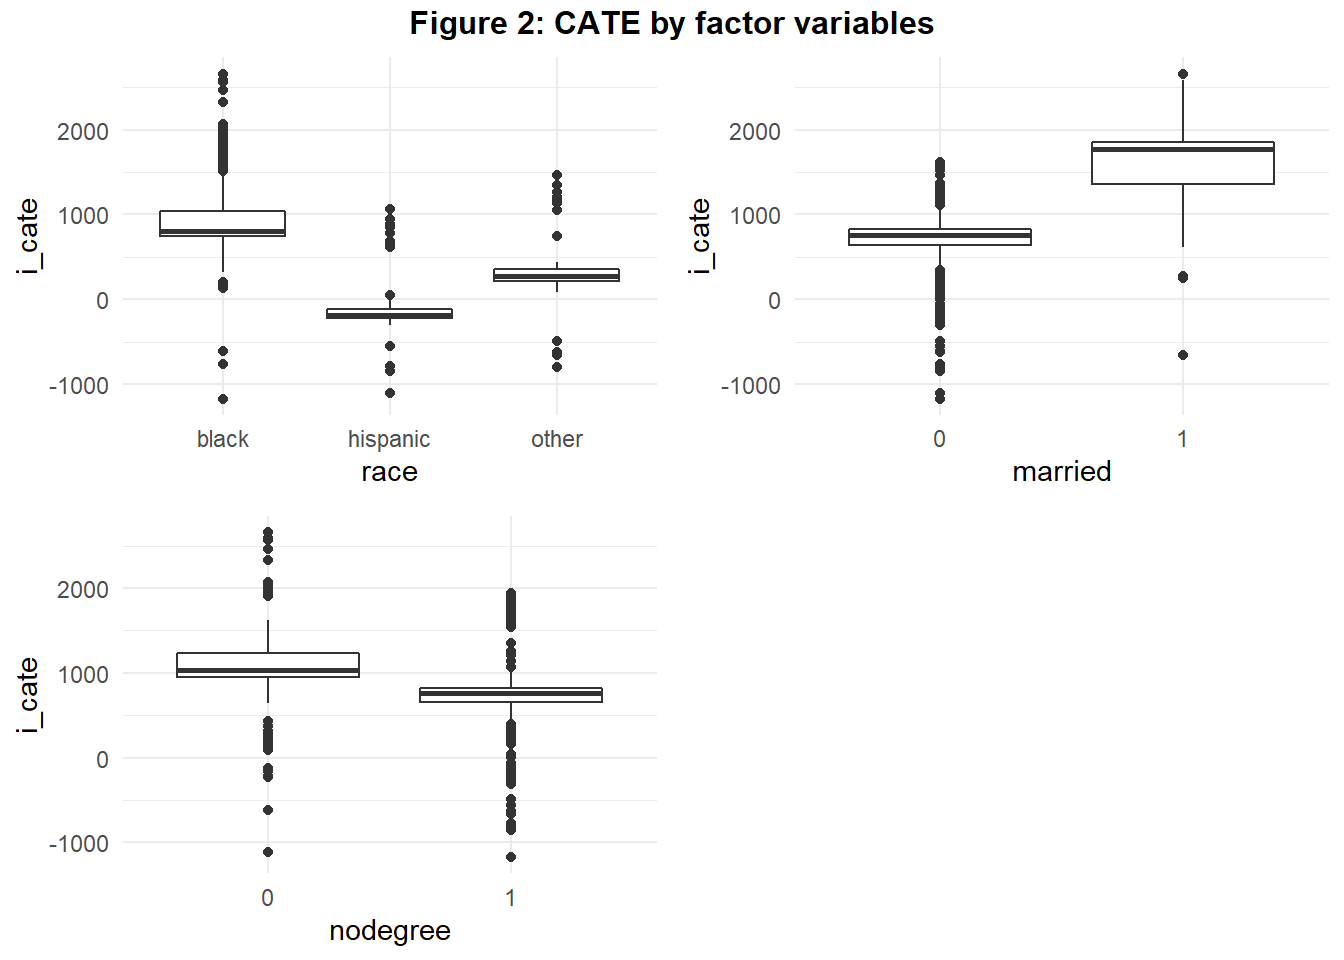 Figure 2: CATE by factor variables
2000
1000
0
-1000
i_cate
black hispanic other
race
2000
1000
0
-1000
i_cate
0 1
married
2000
1000
0
-1000
i_cate
0 1
nodegree